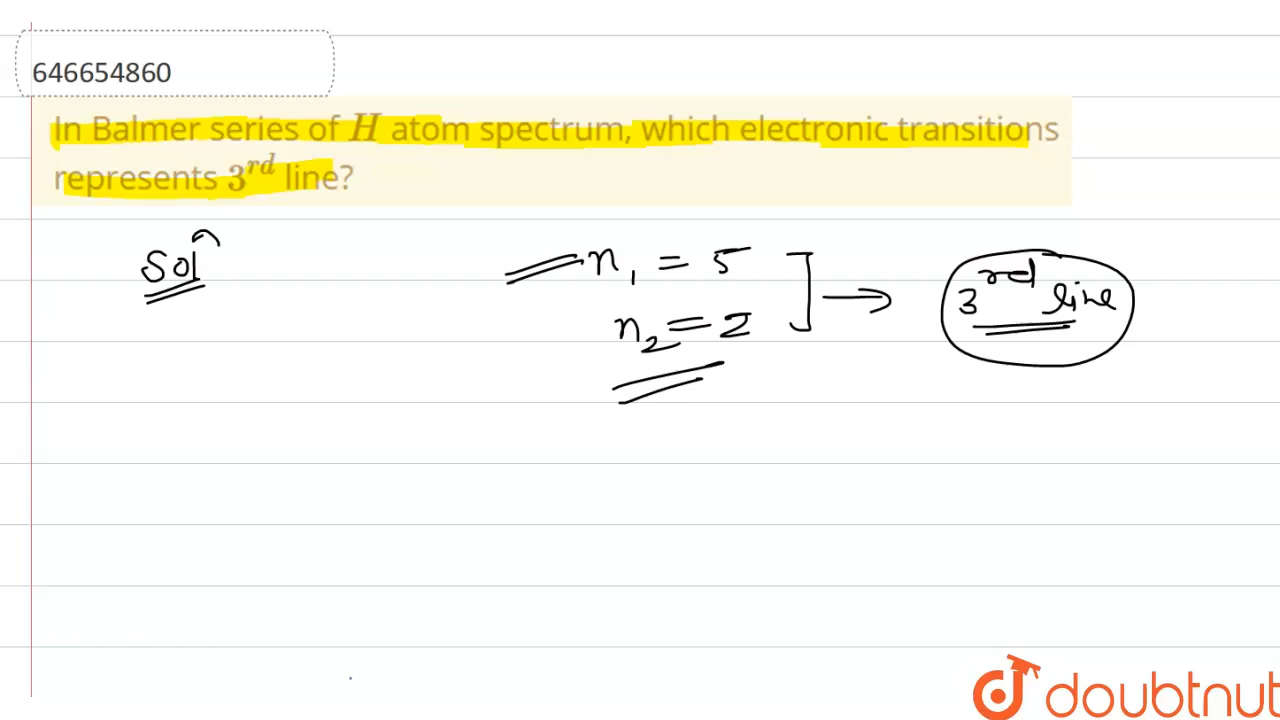 646654860
In Balmer series of H atom spectrum, which electronic transitions
represents 3rd line?
Sol^n
n1 = 5
n2 = 2
→ 3rd line
doubtnut